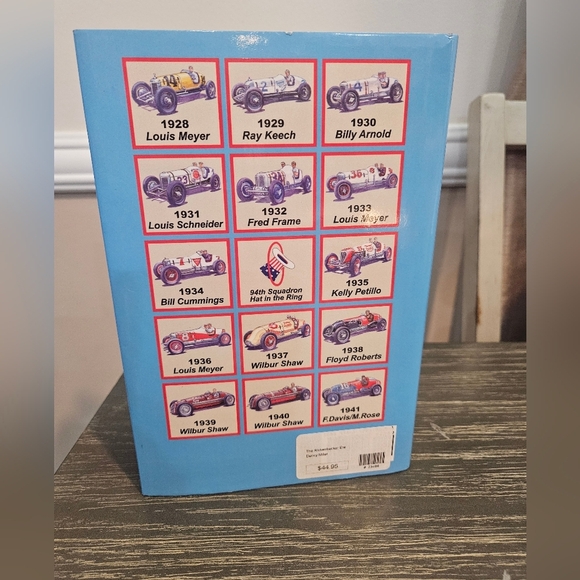 1928
Louis Meyer
1929
Ray Keech
1930
Billy Arnold
1931
Louis Schneider
1932
Fred Frame
1933
Louis Meyer
1934
Bill Cummings
94th Squadron
Hat in the Ring
1935
Kelly Petillo
1936
Louis Meyer
1937
Wilbur Shaw
1938
Floyd Roberts
1939
Wilbur Shaw
1940
Wilbur Shaw
1941
F.Davis/M.Rose
$44.95